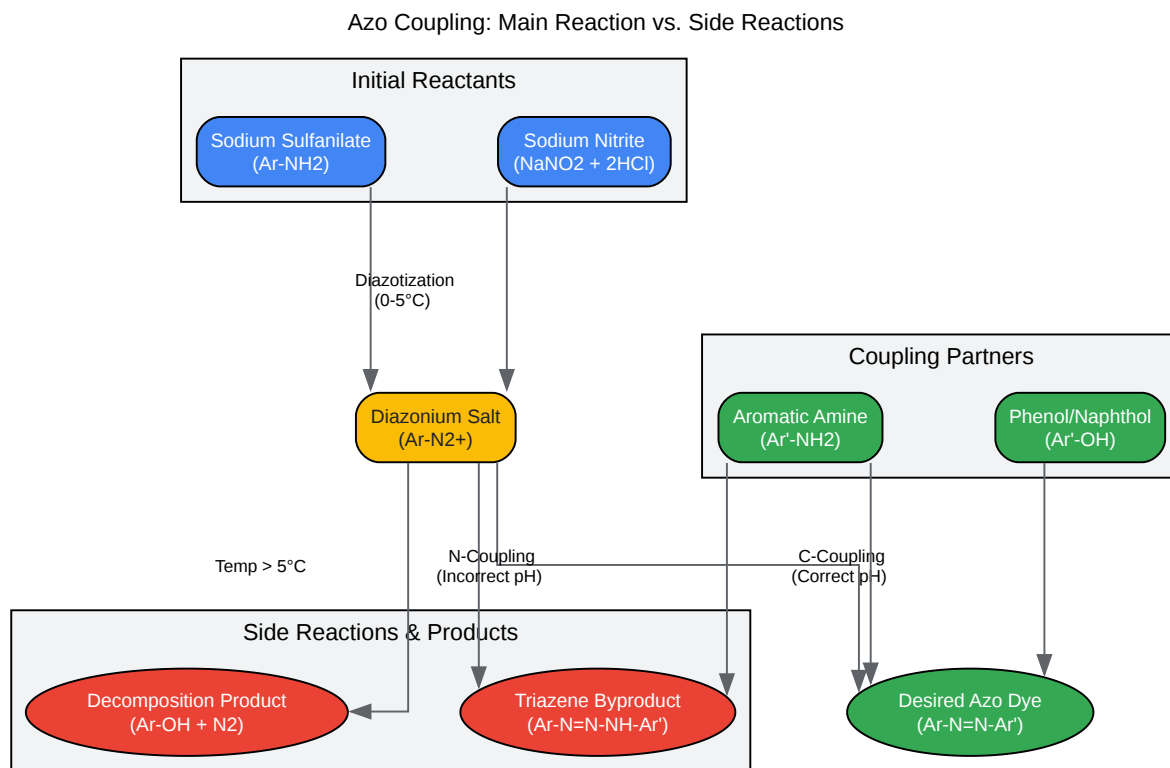 Azo Coupling: Main Reaction vs. Side Reactions
Initial Reactants
Sodium Sulfanilate
(Ar-NH2)
Sodium Nitrite
(NaNO2 + 2HCl)
Diazotization
(0-5°C)
Coupling Partners
Diazonium Salt
(Ar-N2+)
Aromatic Amine
(Ar'-NH2)
Phenol/Naphthol
(Ar'-OH)
Temp > 5°C
N-Coupling
(Incorrect pH)
C-Coupling
(Correct pH)
Side Reactions & Products
Decomposition Product
(Ar-OH + N2)
Triazene Byproduct
(Ar-N=N-NH-Ar')
Desired Azo Dye
(Ar-N=N-Ar')